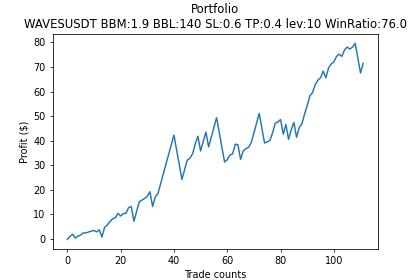 Portfolio
WAVESUSDT BBM:1.9 BBL:140 SL:0.6 TP:0.4 lev:10 WinRatio:76.0
80
70
60
50
40
30
20
10
0
Profit ($)
0 20 40 60 80 100
Trade counts